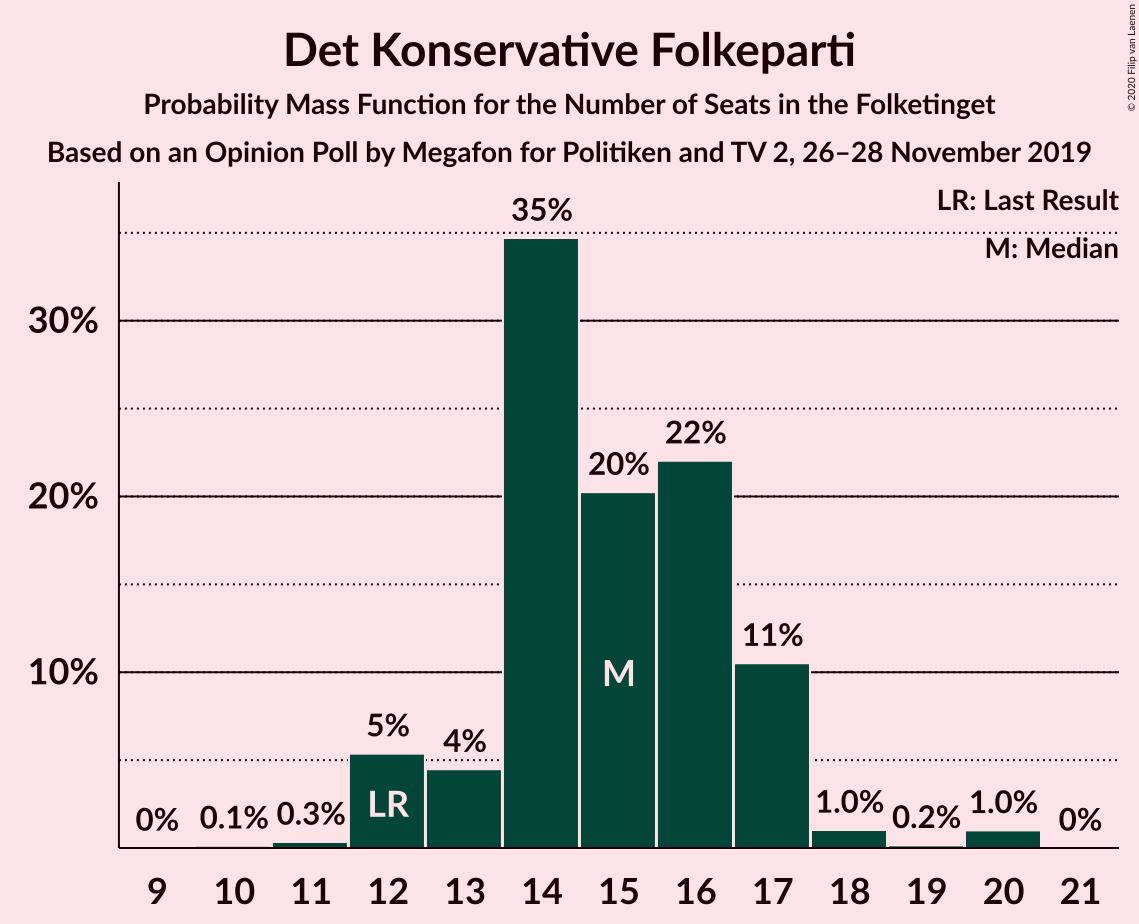 Det Konservative Folkeparti
Probability Mass Function for the Number of Seats in the Folketinget
Based on an Opinion Poll by Megafon for Politiken and TV 2, 26–28 November 2019
© 2020 Filip van Laenen
LR: Last Result
M: Median
30%
20%
10%
0%
0.1%
0.3%
5%
4%
35%
20%
22%
11%
1.0%
0.2%
1.0%
0%
LR
M
9 10 11 12 13 14 15 16 17 18 19 20 21